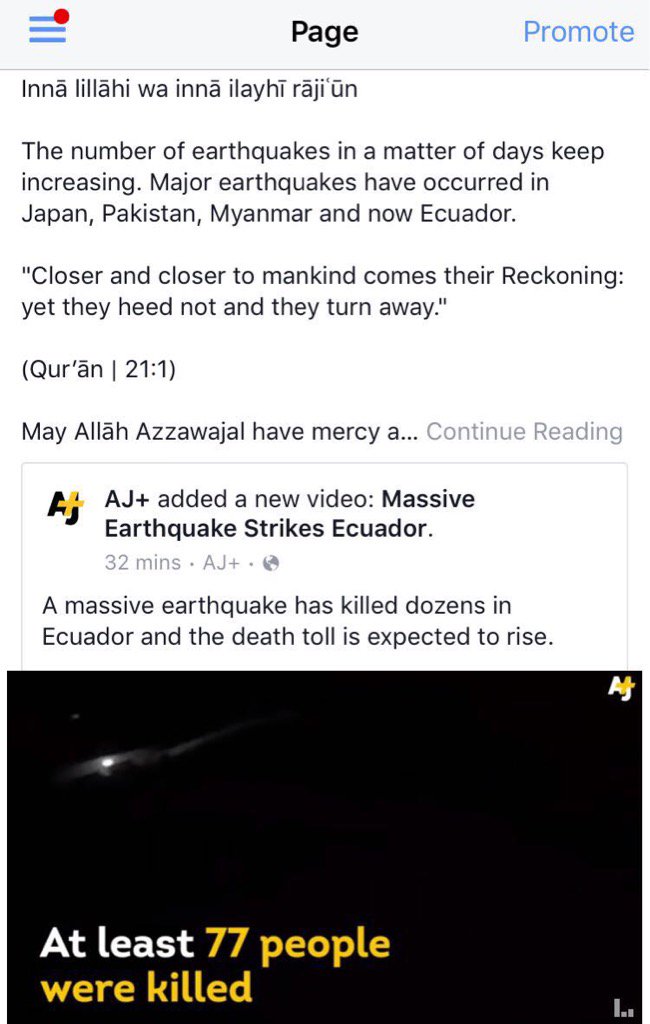 Page
Promote
Innā lillāhi wa innā ilayhī rājiʿūn
The number of earthquakes in a matter of days keep
increasing. Major earthquakes have occurred in
Japan, Pakistan, Myanmar and now Ecuador.
"Closer and closer to mankind comes their Reckoning:
yet they heed not and they turn away."
(Qur’ān | 21:1)
May Allāh Azzawajal have mercy a... Continue Reading
AJ+ added a new video: Massive
Earthquake Strikes Ecuador.
32 mins · AJ+ ·
A massive earthquake has killed dozens in
Ecuador and the death toll is expected to rise.
AJ+
At least 77 people
were killed